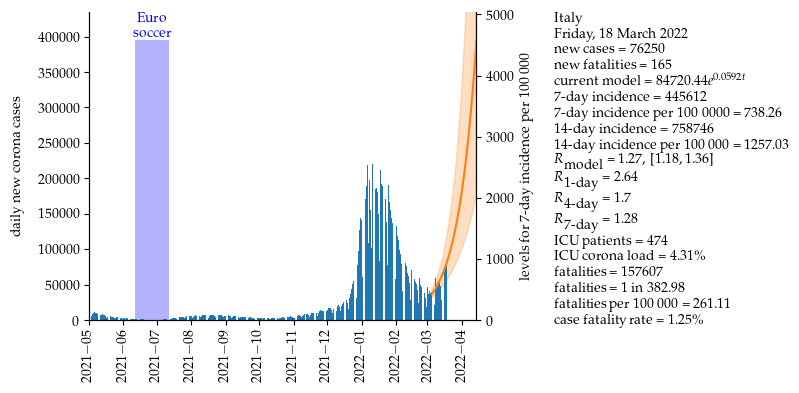 Euro
soccer
400000
350000
300000
250000
200000
150000
100000
50000
0
daily new corona cases
5000
4000
3000
2000
1000
0
levels for 7-day incidence per 100 000
2021−05
2021−06
2021−07
2021−08
2021−09
2021−10
2021−11
2021−12
2022−01
2022−02
2022−03
2022−04
Italy
Friday, 18 March 2022
new cases = 76250
new fatalities = 165
current model = 84720.44e^0.0592t
7-day incidence = 445612
7-day incidence per 100 0000 = 738.26
14-day incidence = 758746
14-day incidence per 100 000 = 1257.03
R_model = 1.27, [1.18, 1.36]
R_1-day = 2.64
R_4-day = 1.7
R_7-day = 1.28
ICU patients = 474
ICU corona load = 4.31%
fatalities = 157607
fatalities = 1 in 382.98
fatalities per 100 000 = 261.11
case fatality rate = 1.25%